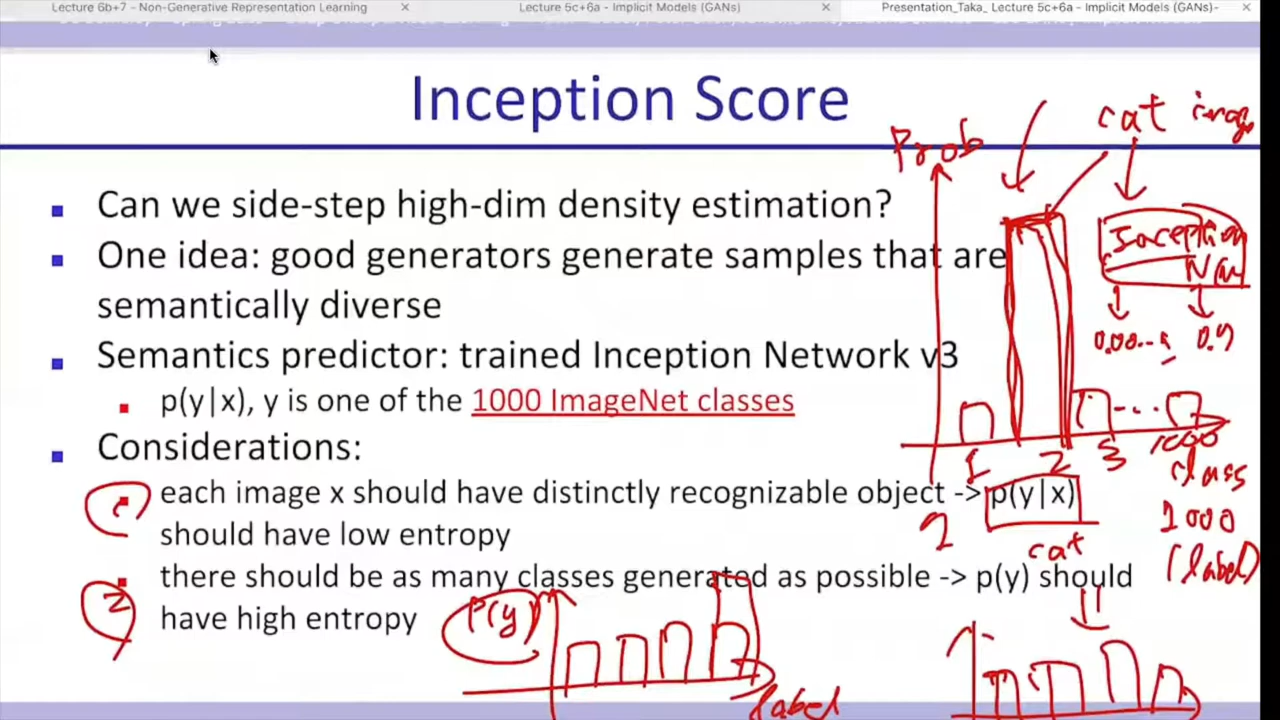 Lecture 6b+7 - Non-Generative Representation Learning
Lecture 5c+6a - Implicit Models (GANs)
Presentation_Taka_ Lecture 5c+6a - Implicit Models (GANs)-
Inception Score
Can we side-step high-dim density estimation?
One idea: good generators generate samples that are
semantically diverse
Semantics predictor: trained Inception Network v3
p(y|x), y is one of the 1000 ImageNet classes
Considerations:
each image x should have distinctly recognizable object -> p(y|x)
should have low entropy
there should be as many classes generated as possible -> p(y) should
have high entropy
Prob
cat image
Inception
1 2 3 ... 1000
class
1000
(label)
cat
2
P(y)
label